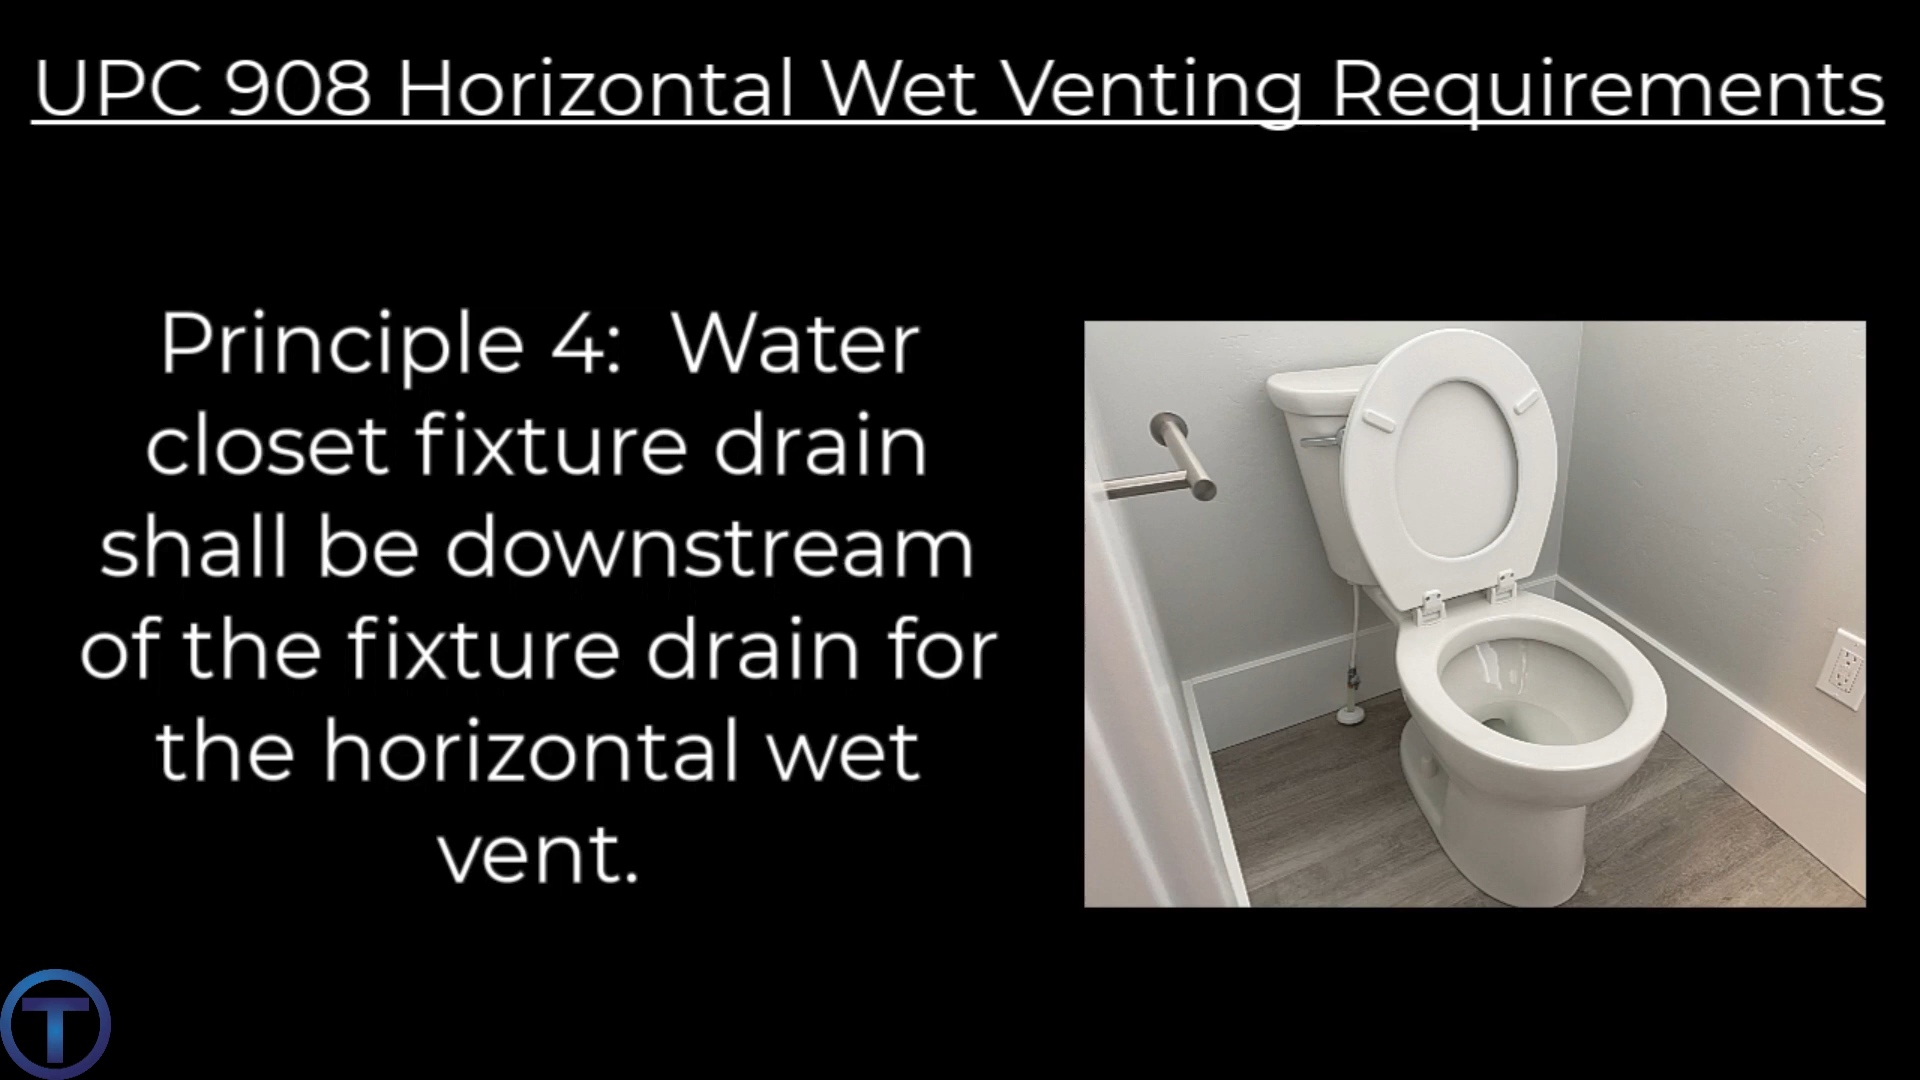 UPC 908 Horizontal Wet Venting Requirements
Principle 4: Water
closet fixture drain
shall be downstream
of the fixture drain for
the horizontal wet
vent.
T